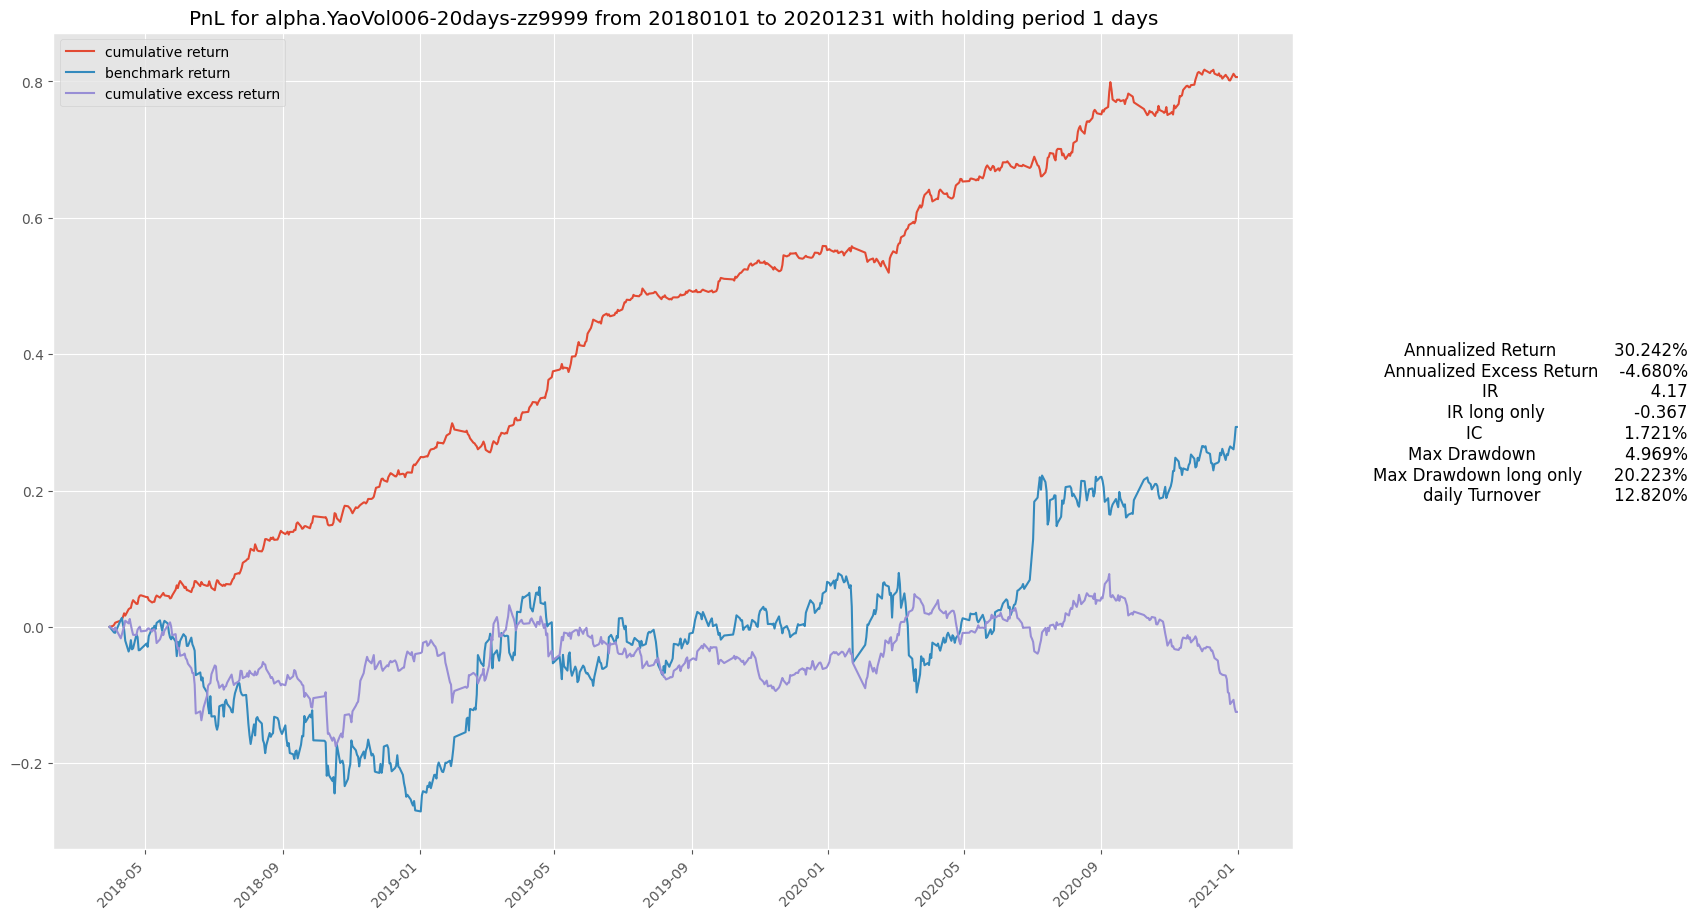 PnL for alpha.YaoVol006-20days-zz9999 from 20180101 to 20201231 with holding period 1 days
cumulative return
benchmark return
cumulative excess return
0.8
0.6
0.4
0.2
0.0
−0.2
2018-05
2018-09
2019-01
2019-05
2019-09
2020-01
2020-05
2020-09
2021-01
Annualized Return 30.242%
Annualized Excess Return -4.680%
IR 4.17
IR long only -0.367
IC 1.721%
Max Drawdown 4.969%
Max Drawdown long only 20.223%
daily Turnover 12.820%